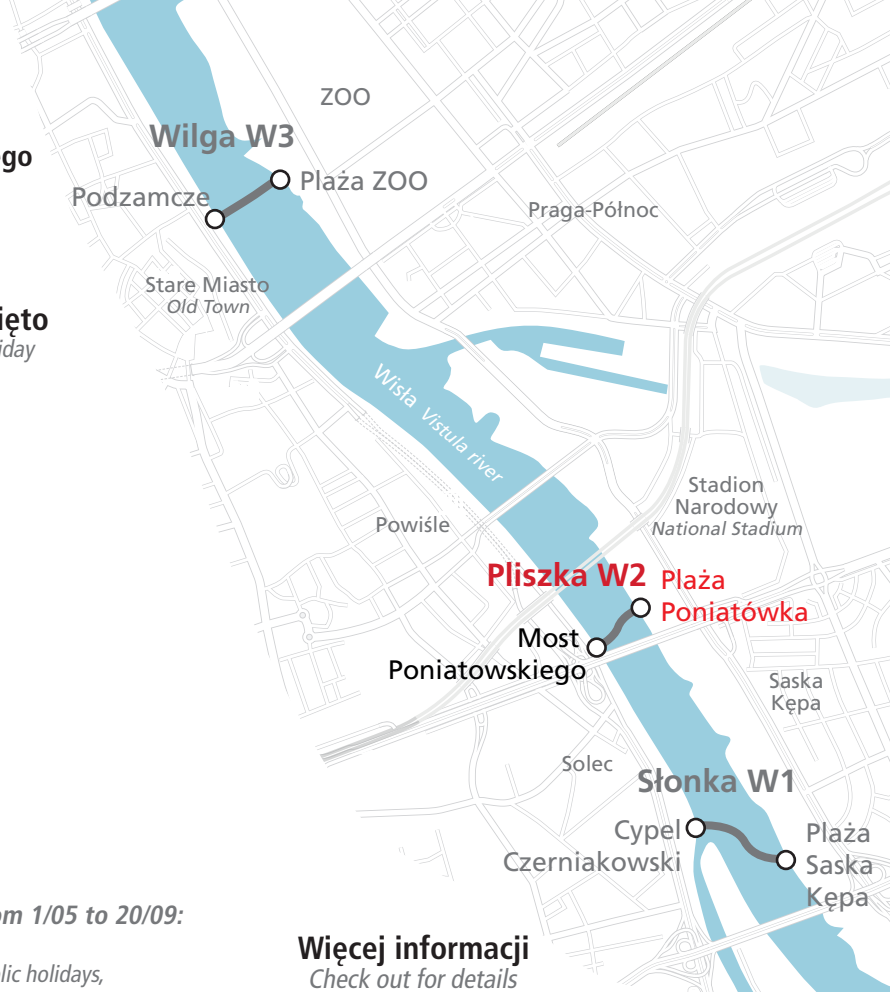 ZOO
Wilga W3
ego
Plaża ZOO
Podzamcze
Praga-Północ
Stare Miasto
Old Town
ięto
iday
Wisła Vistula river
Stadion
Narodowy
National Stadium
Powiśle
Pliszka W2
Plaża
Poniatówka
Most
Poniatowskiego
Saska
Kępa
Solec
Słonka W1
Cypel
Czerniakowski
Plaża
Saska
Kępa
om 1/05 to 20/09:
Więcej informacji
Check out for details
lic holidays,